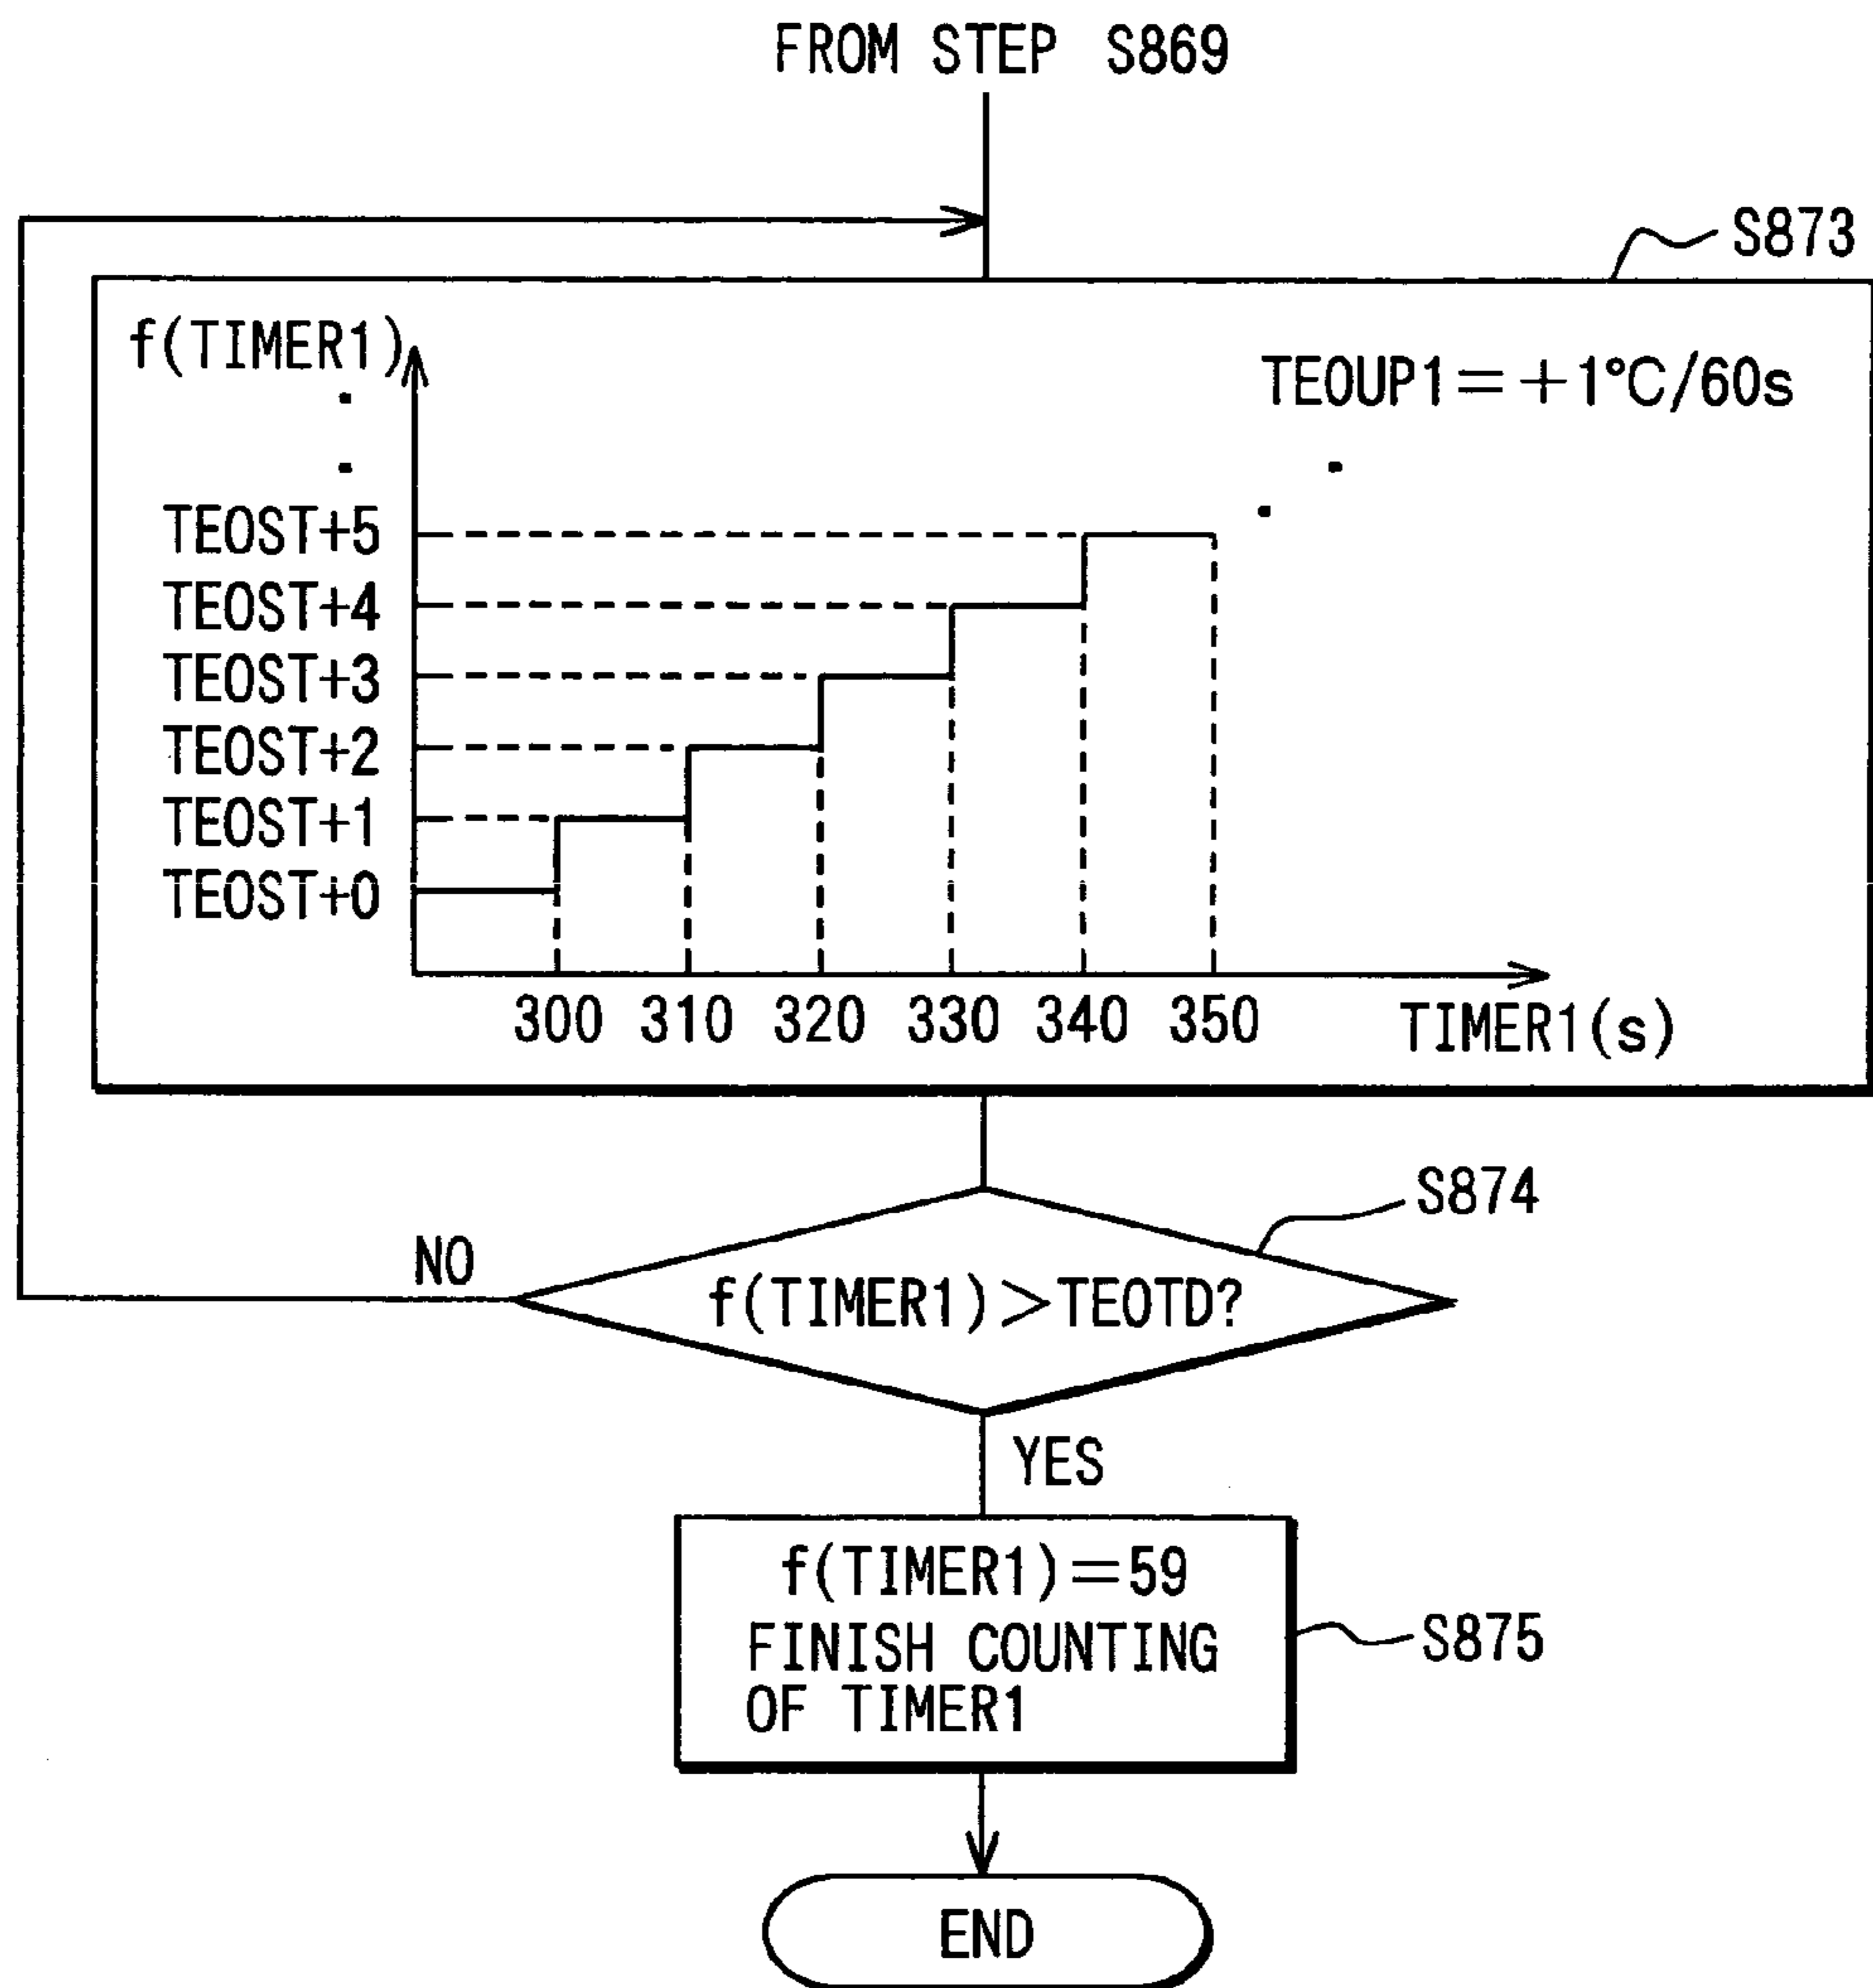 FROM STEP S869
S873
f(TIMER1)
TEOUP1=+1°C/60s
TEOST+5
TEOST+4
TEOST+3
TEOST+2
TEOST+1
TEOST+0
300 310 320 330 340 350
TIMER1(s)
S874
NO
f(TIMER1)>TEOTD?
YES
f(TIMER1)=59
FINISH COUNTING
OF TIMER1
S875
END